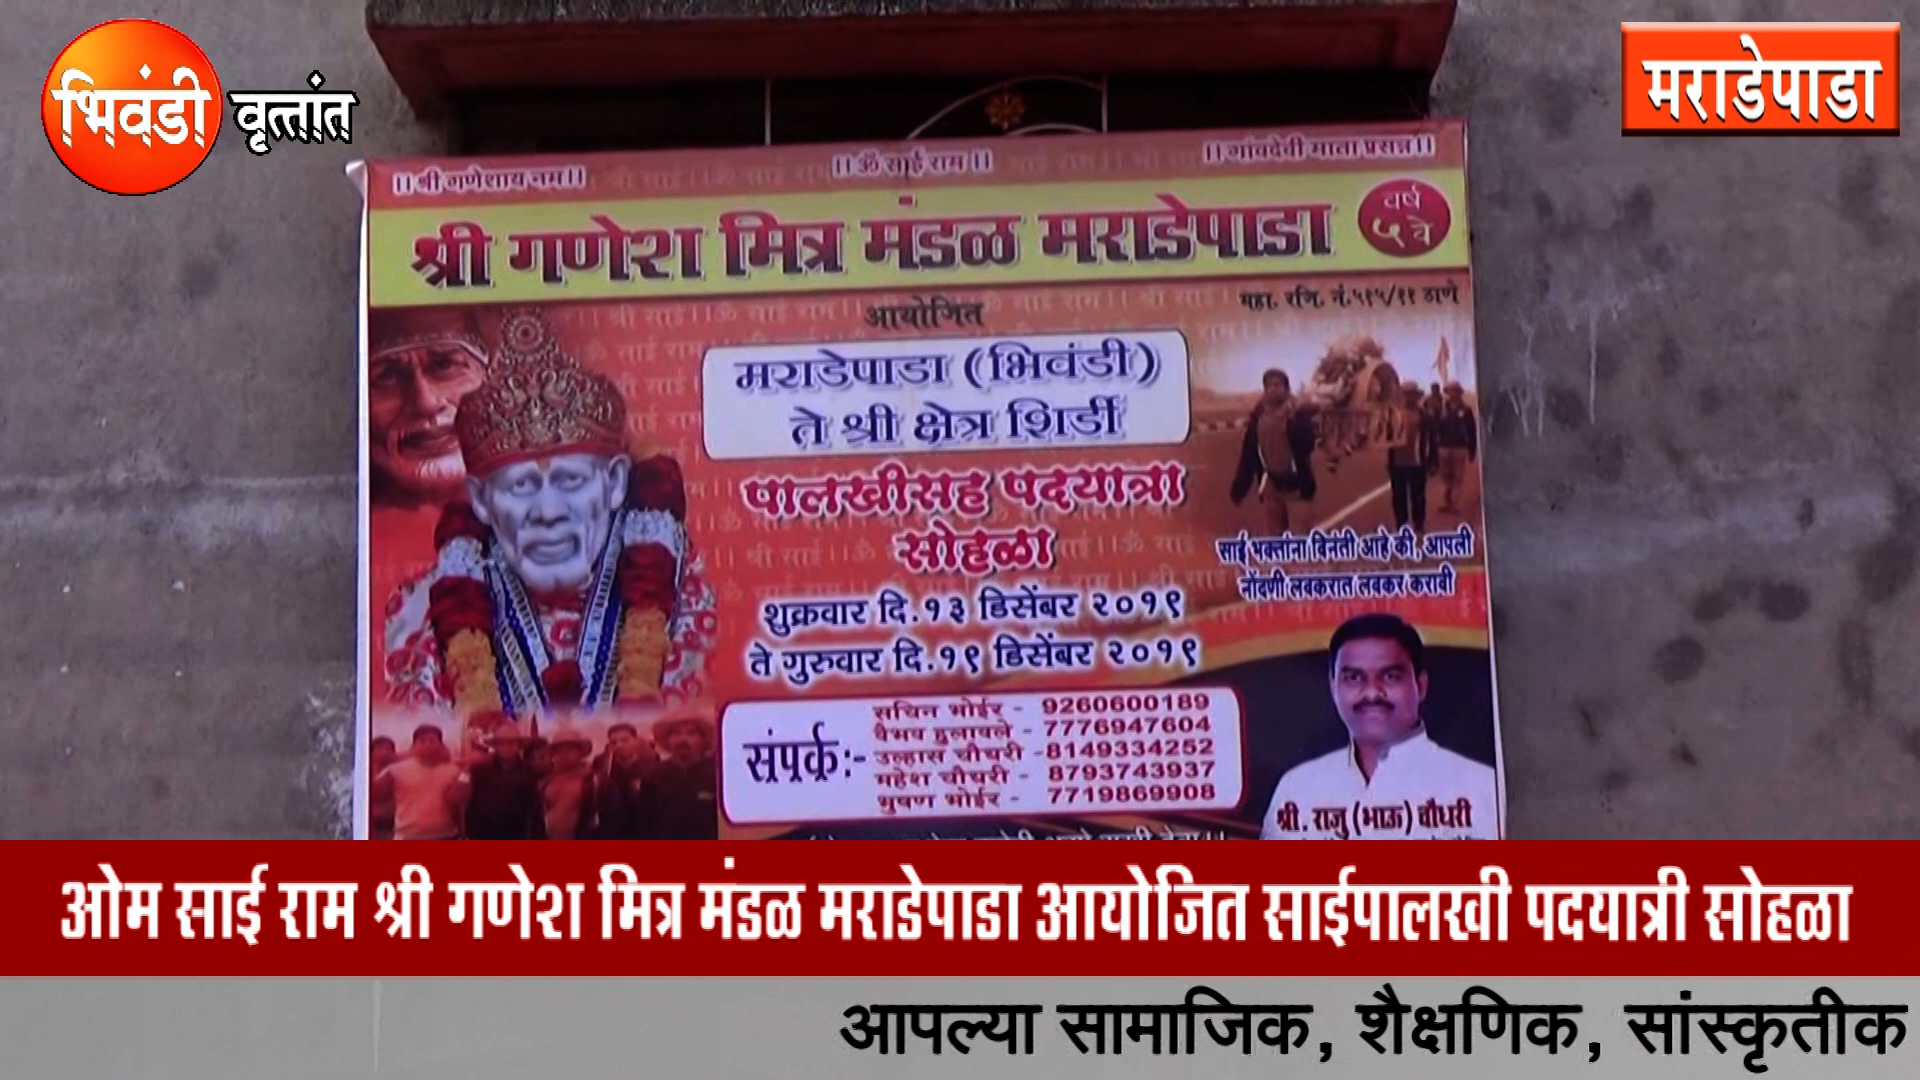 भिवंडी वृत्तांत
मराडेपाडा
।।श्री गणेशाय नम।।
।।ॐ साई राम।।
।।गांवदेवी माता प्रसन्न।।
श्री गणेश मित्र मंडळ मराडेपाडा
वर्ष ५ वे
आयोजित
महा. रजि. नं.५१५/११ ठाणे
मराडेपाडा (भिवंडी)
ते श्री क्षेत्र शिर्डी
पालखीसह पदयात्रा
सोहळा
साई भक्तांना विनंती आहे की, आपली
नोंदणी लवकरात लवकर करावी
शुक्रवार दि.१३ डिसेंबर २०१९
ते गुरुवार दि.१९ डिसेंबर २०१९
संपर्क:-
सचिन भोईर - 9260600189
वैभव हुलावले - 7776947604
उल्हास चौधरी -8149334252
महेश चौधरी - 8793743937
भुषण भोईर - 7719869908
श्री. राजु (भाऊ) चौधरी
ओम साई राम श्री गणेश मित्र मंडळ मराडेपाडा आयोजित साईपालखी पदयात्री सोहळा
आपल्या सामाजिक, शैक्षणिक, सांस्कृतीक